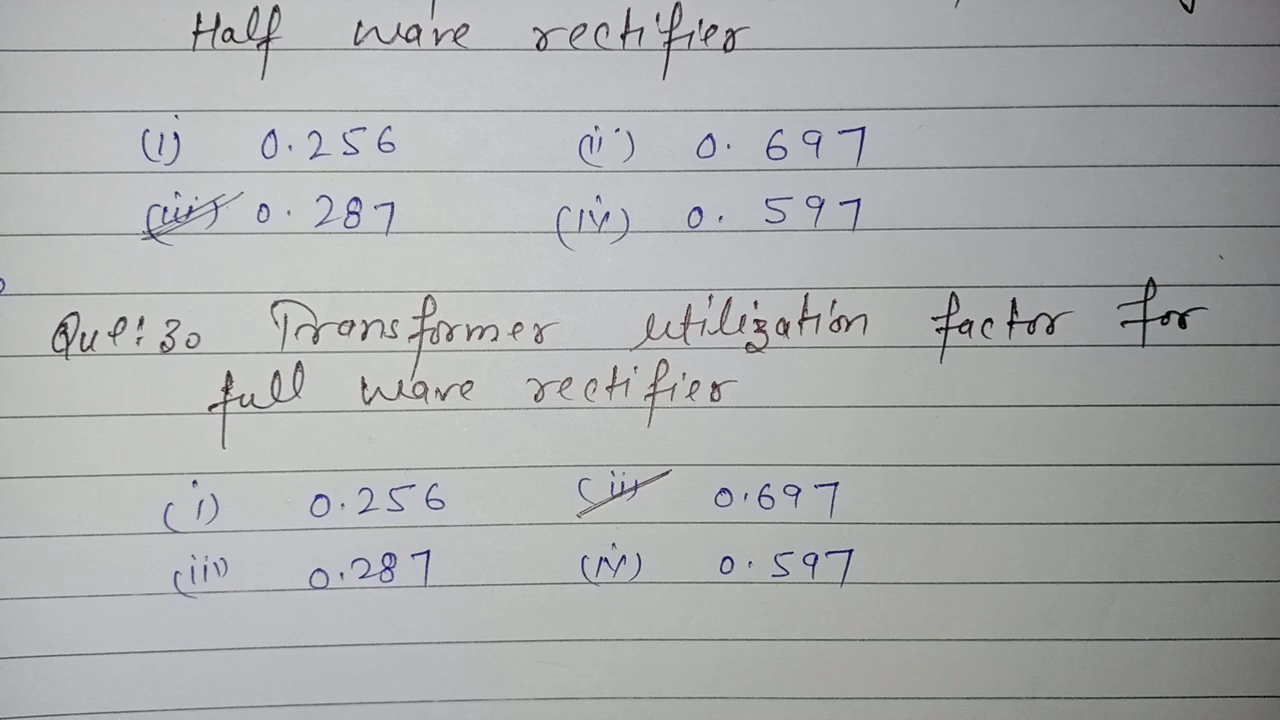 Half wave rectifier
(i) 0.256 (ii) 0.697
(iii) 0.287 (iv) 0.597
Que: 30 Transformer utilization factor for
full wave rectifier
(i) 0.256 (ii) 0.697
(iii) 0.287 (iv) 0.597